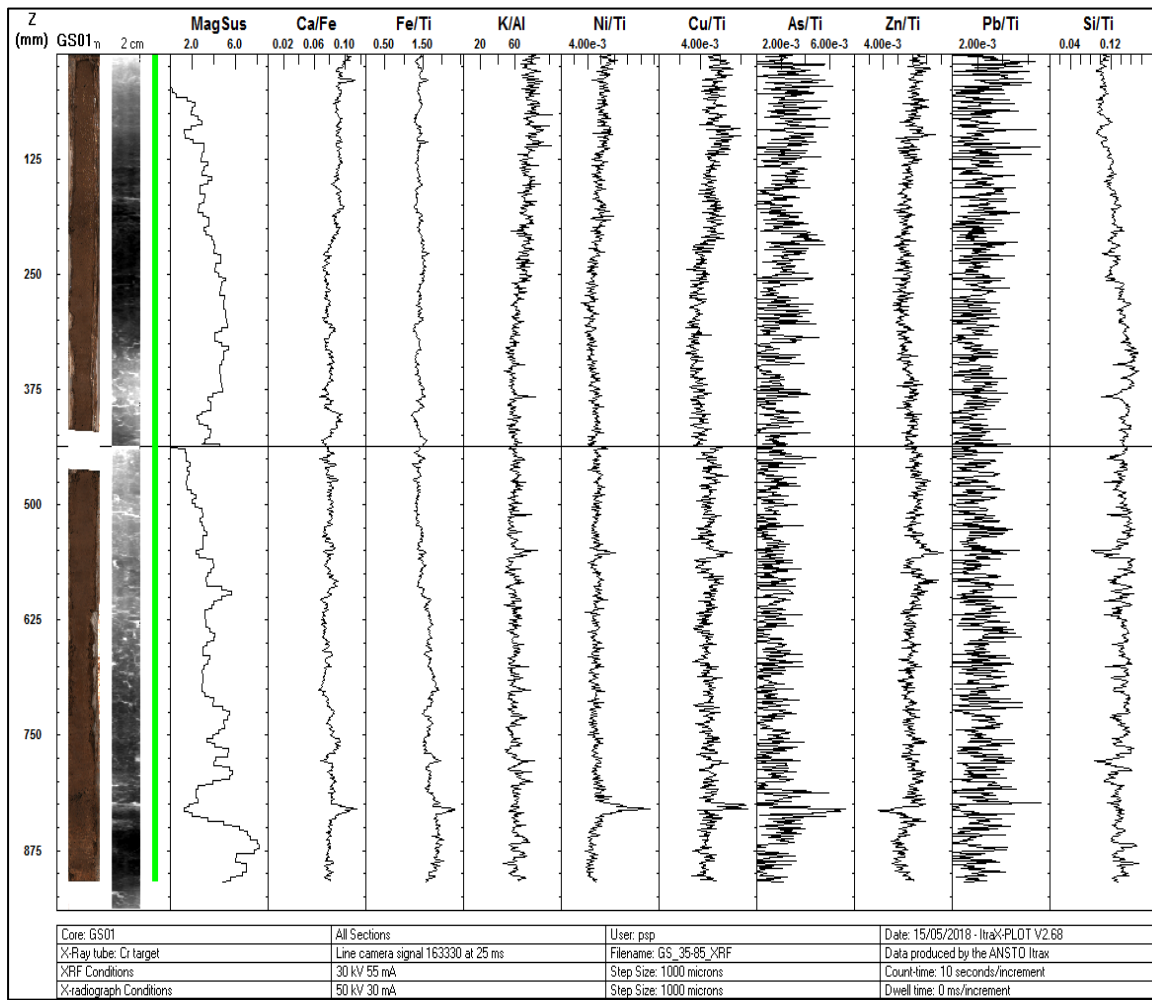 Z MagSus Ca/Fe Fe/Ti K/Al Ni/Ti Cu/Ti As/Ti Zn/Ti Pb/Ti Si/Ti
(mm) GS01 2 cm 2.0 6.0 0.02 0.06 0.10 0.50 1.50 20 60 4.00e-3 4.00e-3 2.00e-3 6.00e-3 4.00e-3 2.00e-3 0.04 0.12
125
250
375
500
625
750
875
Core: GS01 All Sections User: psp Date: 15/05/2018 - ItraX-PLOT V2.68
X-Ray tube: Cr target Line camera signal 163330 at 25 ms Filename: GS_35-85_XRF Data produced by the ANSTO Itrax
XRF Conditions 30 kV 55 mA Step Size: 1000 microns Count-time: 10 seconds/increment
X-radiograph Conditions 50 kV 30 mA Step Size: 1000 microns Dwell time: 0 ms/increment